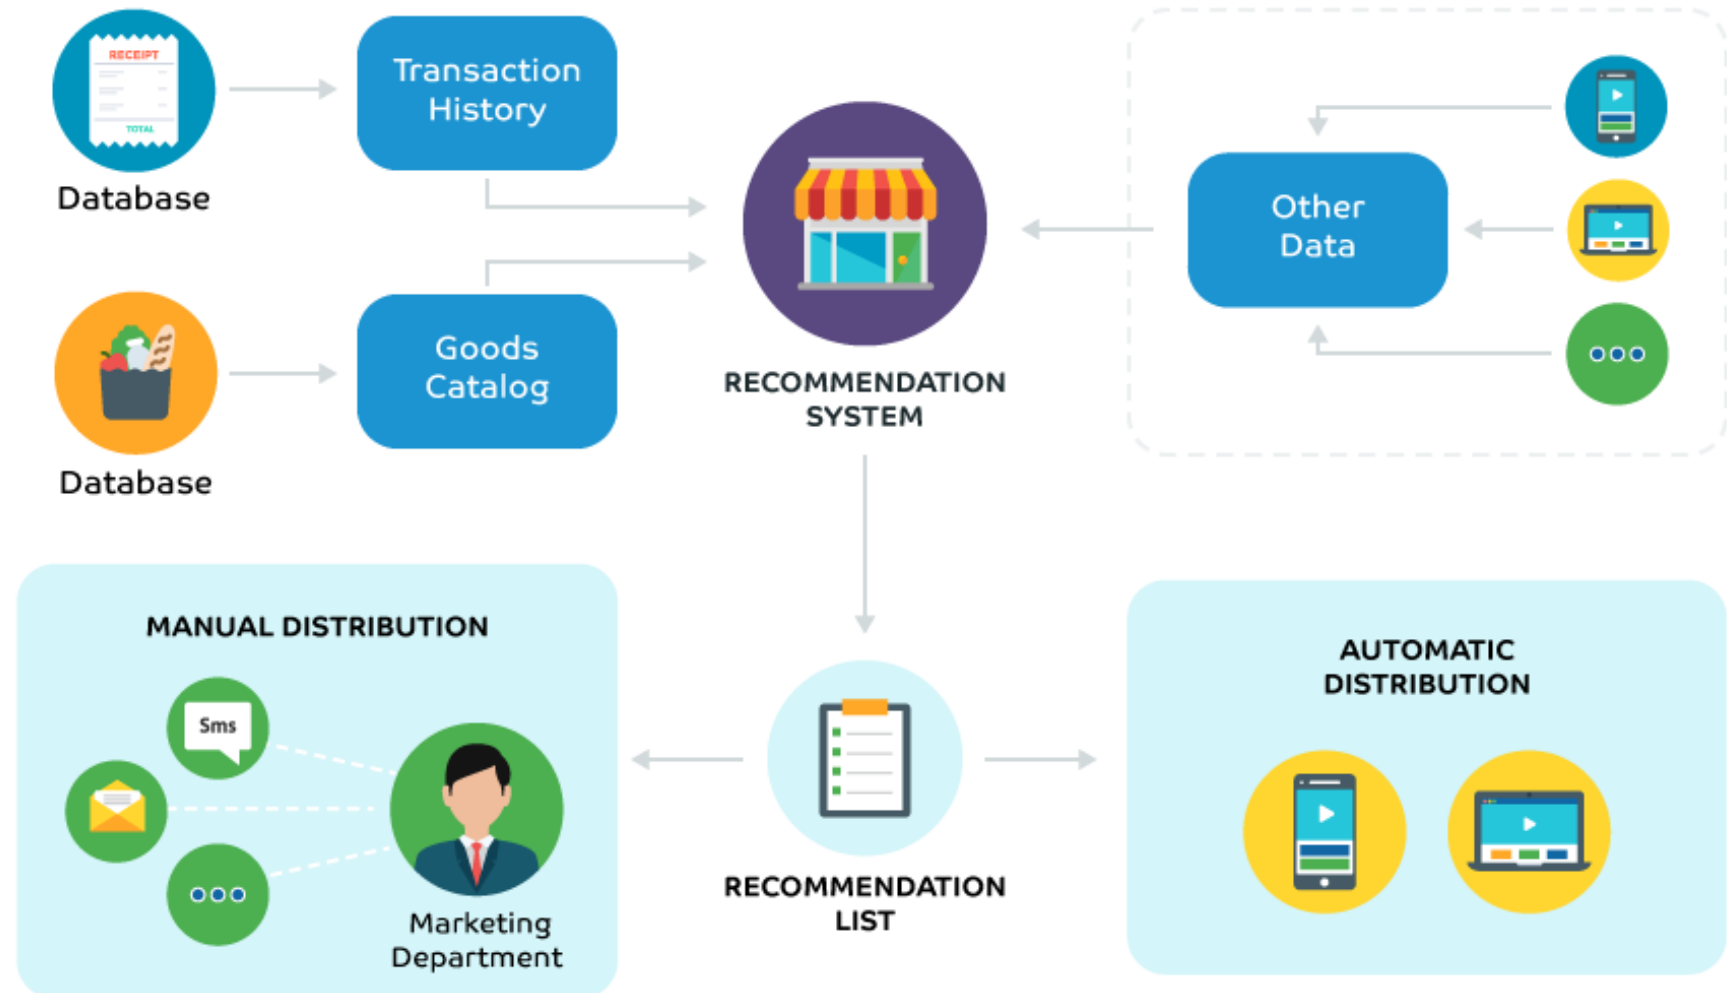 RECEIPT
TOTAL
Database
Transaction
History
Database
Goods
Catalog
RECOMMENDATION
SYSTEM
Other
Data
MANUAL DISTRIBUTION
Sms
Marketing
Department
RECOMMENDATION
LIST
AUTOMATIC
DISTRIBUTION